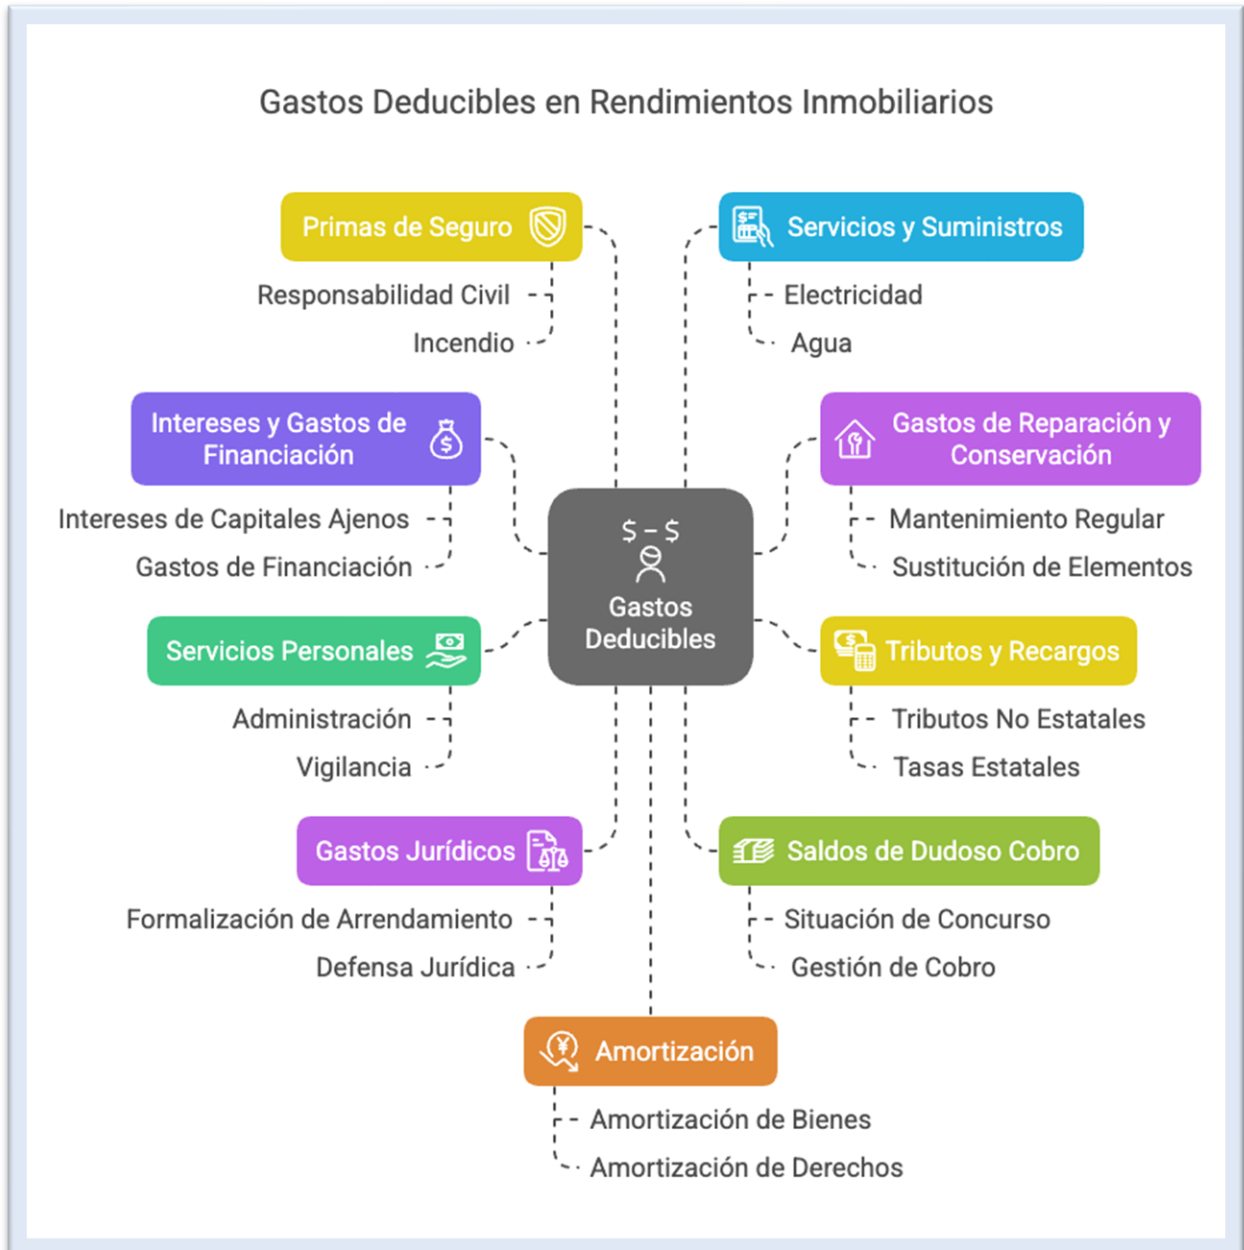 Gastos Deducibles en Rendimientos Inmobiliarios
Primas de Seguro
Responsabilidad Civil
Incendio
Servicios y Suministros
Electricidad
Agua
Intereses y Gastos de
Financiación
Intereses de Capitales Ajenos
Gastos de Financiación
Gastos de Reparación y
Conservación
Mantenimiento Regular
Sustitución de Elementos
$ – $
Gastos
Deducibles
Servicios Personales
Administración
Vigilancia
Tributos y Recargos
Tributos No Estatales
Tasas Estatales
Gastos Jurídicos
Formalización de Arrendamiento
Defensa Jurídica
Saldos de Dudoso Cobro
Situación de Concurso
Gestión de Cobro
Amortización
Amortización de Bienes
Amortización de Derechos